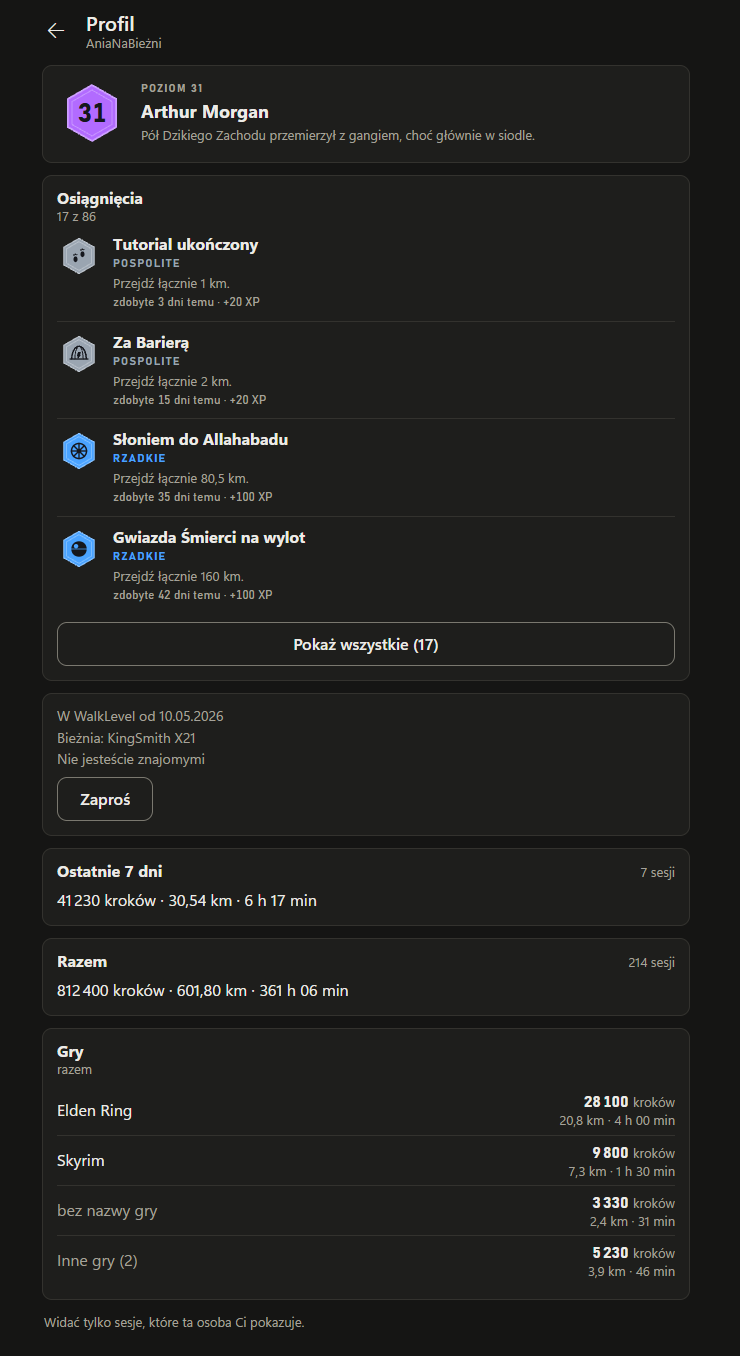 Profil
AniaNaBieżni
31
POZIOM 31
Arthur Morgan
Pół Dzikiego Zachodu przemierzył z gangiem, choć głównie w siodle.
Osiągnięcia
17 z 86
Tutorial ukończony
POSPOLITE
Przejdź łącznie 1 km.
zdobyte 3 dni temu · +20 XP
Za Barierą
POSPOLITE
Przejdź łącznie 2 km.
zdobyte 15 dni temu · +20 XP
Słoniem do Allahabadu
RZADKIE
Przejdź łącznie 80,5 km.
zdobyte 35 dni temu · +100 XP
Gwiazda Śmierci na wylot
RZADKIE
Przejdź łącznie 160 km.
zdobyte 42 dni temu · +100 XP
Pokaż wszystkie (17)
W WalkLevel od 10.05.2026
Bieżnia: KingSmith X21
Nie jesteście znajomymi
Zaproś
Ostatnie 7 dni
7 sesji
41 230 kroków · 30,54 km · 6 h 17 min
Razem
214 sesji
812 400 kroków · 601,80 km · 361 h 06 min
Gry
razem
Elden Ring
28 100 kroków
20,8 km · 4 h 00 min
Skyrim
9 800 kroków
7,3 km · 1 h 30 min
bez nazwy gry
3 330 kroków
2,4 km · 31 min
Inne gry (2)
5 230 kroków
3,9 km · 46 min
Widać tylko sesje, które ta osoba Ci pokazuje.